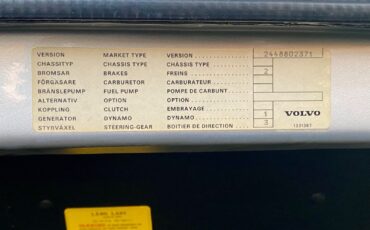 VERSION MARKET TYPE VERSION 2448602371
CHASSITYP CHASSIS TYPE CHASSIS TYPE
BROMSAR BRAKES FREINS 2
FÖRGASARE CARBURETOR CARBURATEUR
BRÄNSLEPUMP FUEL PUMP POMPE DE CARBUNT
ALTERNATIV OPTION OPTION
KOPPLING CLUTCH EMBRAYAGE 1 VOLVO
GENERATOR DYNAMO DYNAMO
STYRVÄXEL STEERING-GEAR BOITIER DE DIRECTION 3